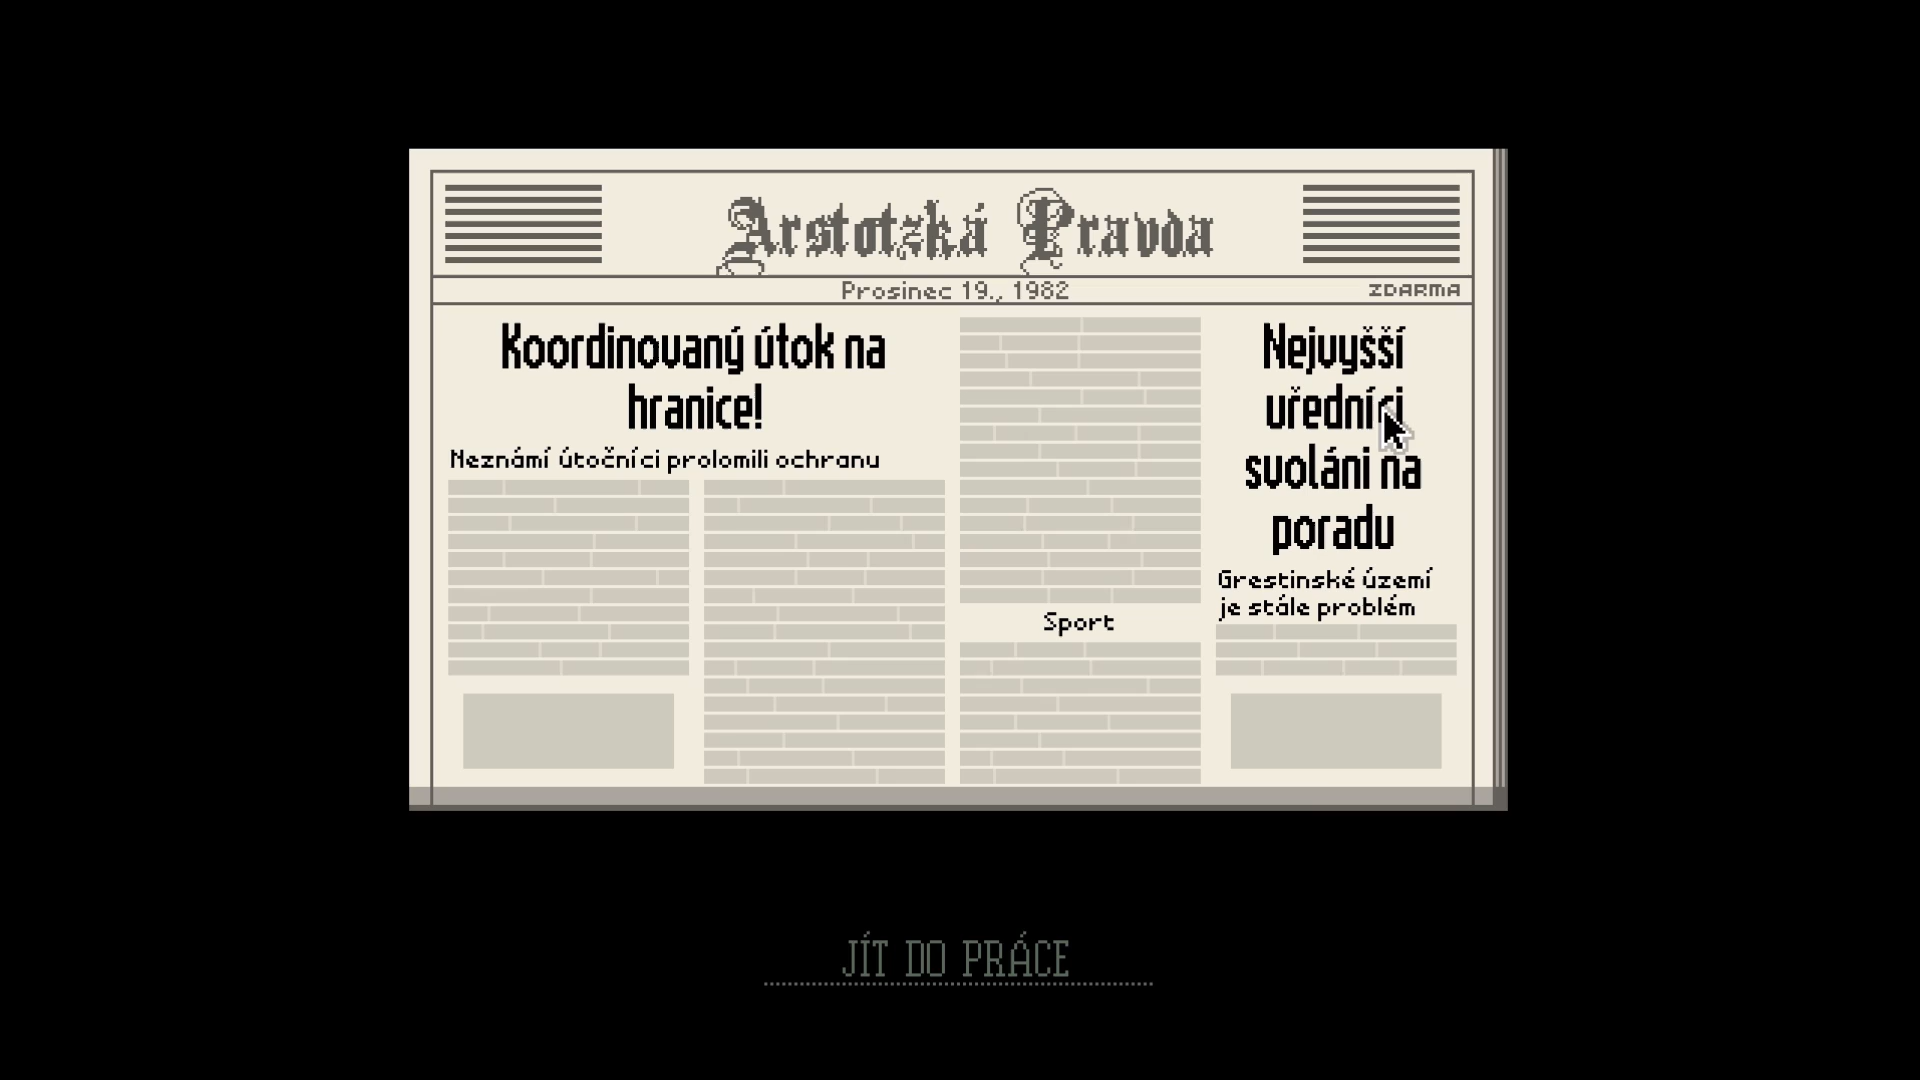 Arstotzká Pravda
Prosinec 19., 1982
ZDARMA
Koordinovaný útok na
hranice!
Neznámí útočníci prolomili ochranu
Sport
Nejvyšší
uředníci
svoláni na
poradu
Grestinské území
je stále problém
JÍT DO PRÁCE